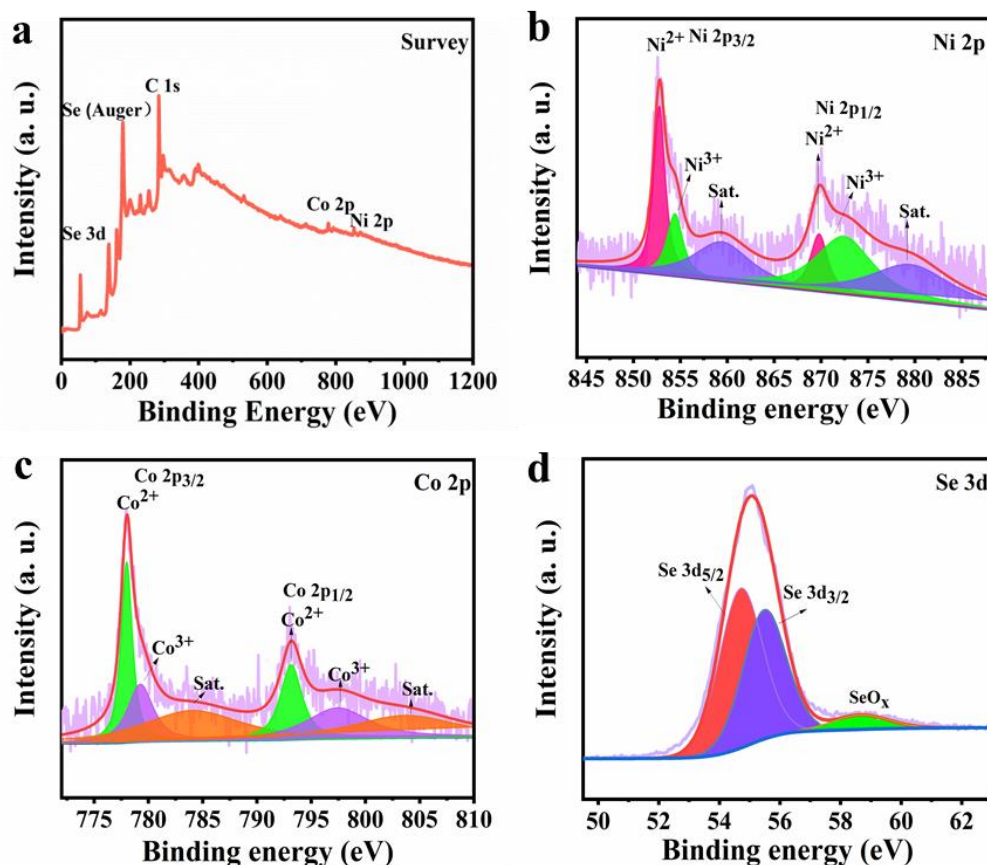 a
Survey
C 1s
Se (Auger)
Se 3d
Co 2p
Ni 2p
Intensity (a. u.)
0 200 400 600 800 1000 1200
Binding Energy (eV)
b
Ni 2p
Ni²⁺ Ni 2p₃/₂
Ni 2p₁/₂
Ni²⁺
Ni³⁺
Ni³⁺
Sat.
Sat.
Intensity (a. u.)
845 850 855 860 865 870 875 880 885
Binding energy (eV)
c
Co 2p
Co 2p₃/₂
Co²⁺
Co 2p₁/₂
Co²⁺
Co³⁺
Co³⁺
Sat.
Sat.
Intensity (a. u.)
775 780 785 790 795 800 805 810
Binding energy (eV)
d
Se 3d
Se 3d₅/₂
Se 3d₃/₂
SeOₓ
Intensity (a. u.)
50 52 54 56 58 60 62
Binding energy (eV)